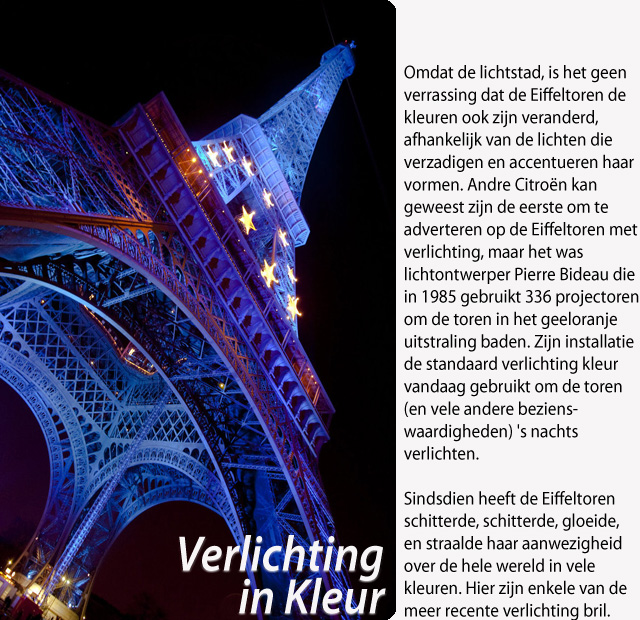 Omdat de lichtstad, is het geen
verrassing dat de Eiffeltoren de
kleuren ook zijn veranderd,
afhankelijk van de lichten die
verzadigen en accentueren haar
vormen. Andre Citroën kan
geweest zijn de eerste om te
adverteren op de Eiffeltoren met
verlichting, maar het was
lichtontwerper Pierre Bideau die
in 1985 gebruikt 336 projectoren
om de toren in het geeloranje
uitstraling baden. Zijn installatie
de standaard verlichting kleur
vandaag gebruikt om de toren
(en vele andere beziens-
waardigheden) 's nachts
verlichten.
Sindsdien heeft de Eiffeltoren
schitterde, schitterde, gloeide,
en straalde haar aanwezigheid
over de hele wereld in vele
kleuren. Hier zijn enkele van de
meer recente verlichting bril.
Verlichting
in Kleur